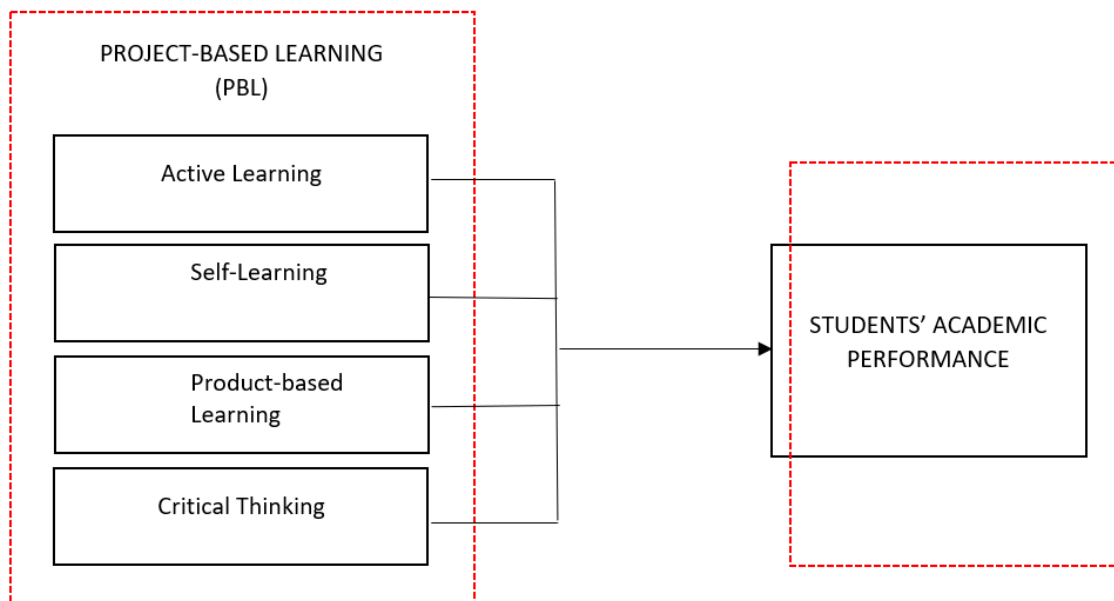 PROJECT-BASED LEARNING
(PBL)
Active Learning
Self-Learning
Product-based
Learning
Critical Thinking
STUDENTS’ ACADEMIC
PERFORMANCE